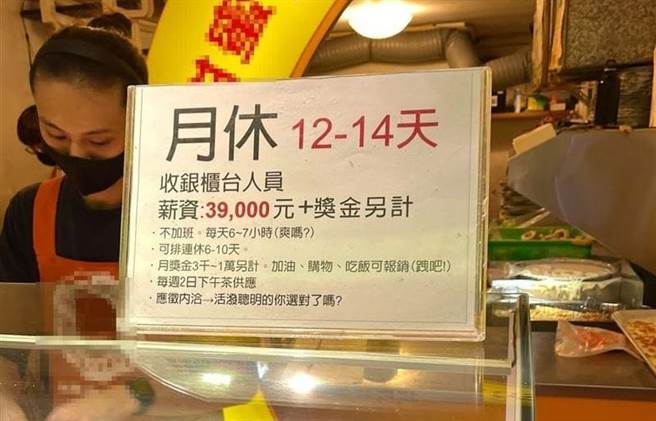 月休 12-14天
收銀櫃台人員
薪資:39,000元+獎金另計
·不加班。每天6~7小時(爽嗎?)
·可排連休6-10天。
·月獎金3千~1萬另計。加油、購物、吃飯可報銷(跩吧!)
·每週2日下午茶供應
·應徵內洽→活潑聰明的你選對了嗎?